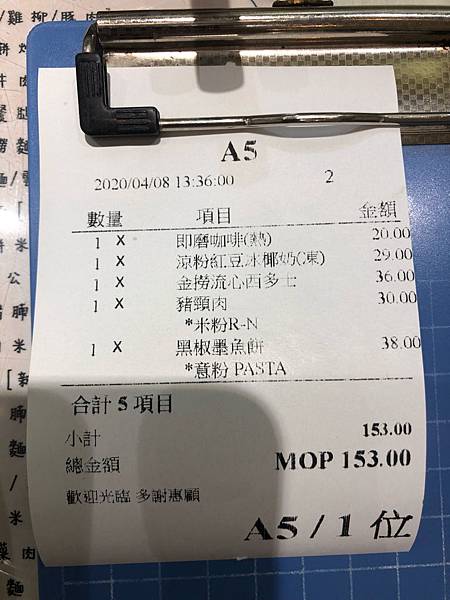 /雞柳/豚肉
A5
2020/04/08 13:36:00 2
數量 項目 金額
1 X 即磨咖啡(熱) 20.00
1 X 涼粉紅豆冰椰奶(凍) 29.00
1 X 金撈流心西多士 36.00
1 X 豬頸肉 30.00
*米粉R-N
1 X 黑椒墨魚餅 38.00
*意粉 PASTA
合計 5 項目
小計 153.00
總金額 MOP 153.00
歡迎光臨 多謝惠顧
A5 / 1 位